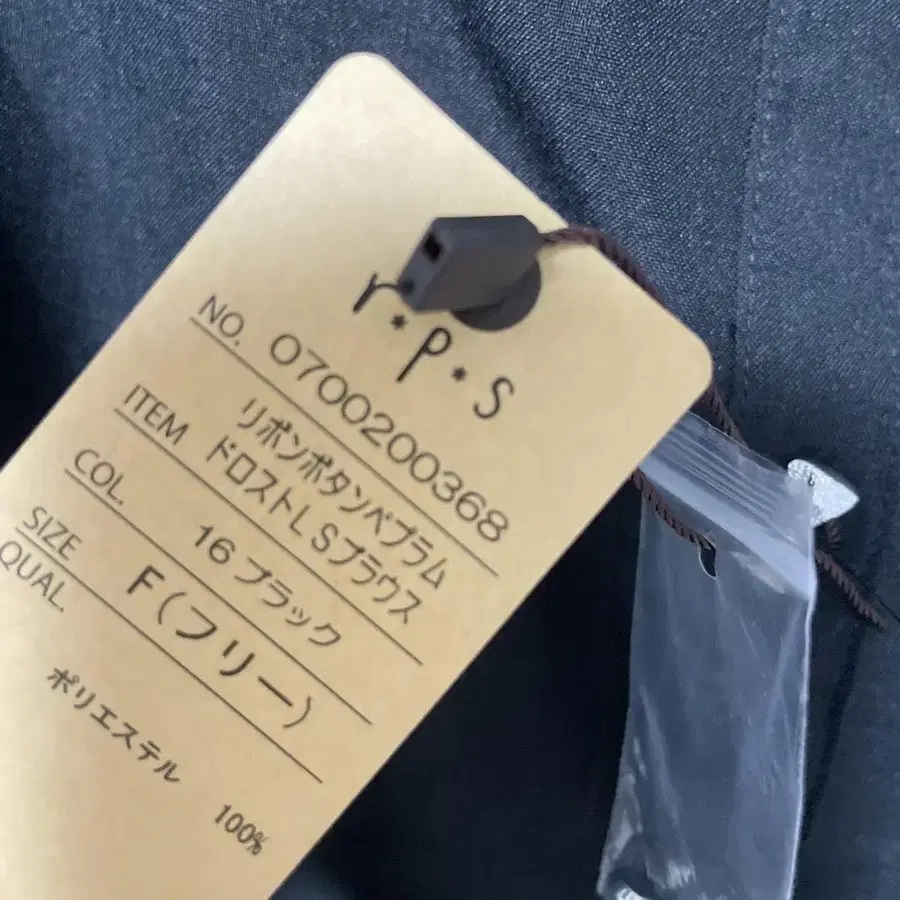 r*p*s
NO. 0700200368
リボンボタンペプラム
ITEM ドロストLSブラウス
COL. 16 ブラック
SIZE F(フリー)
QUAL.
ポリエステル 100%